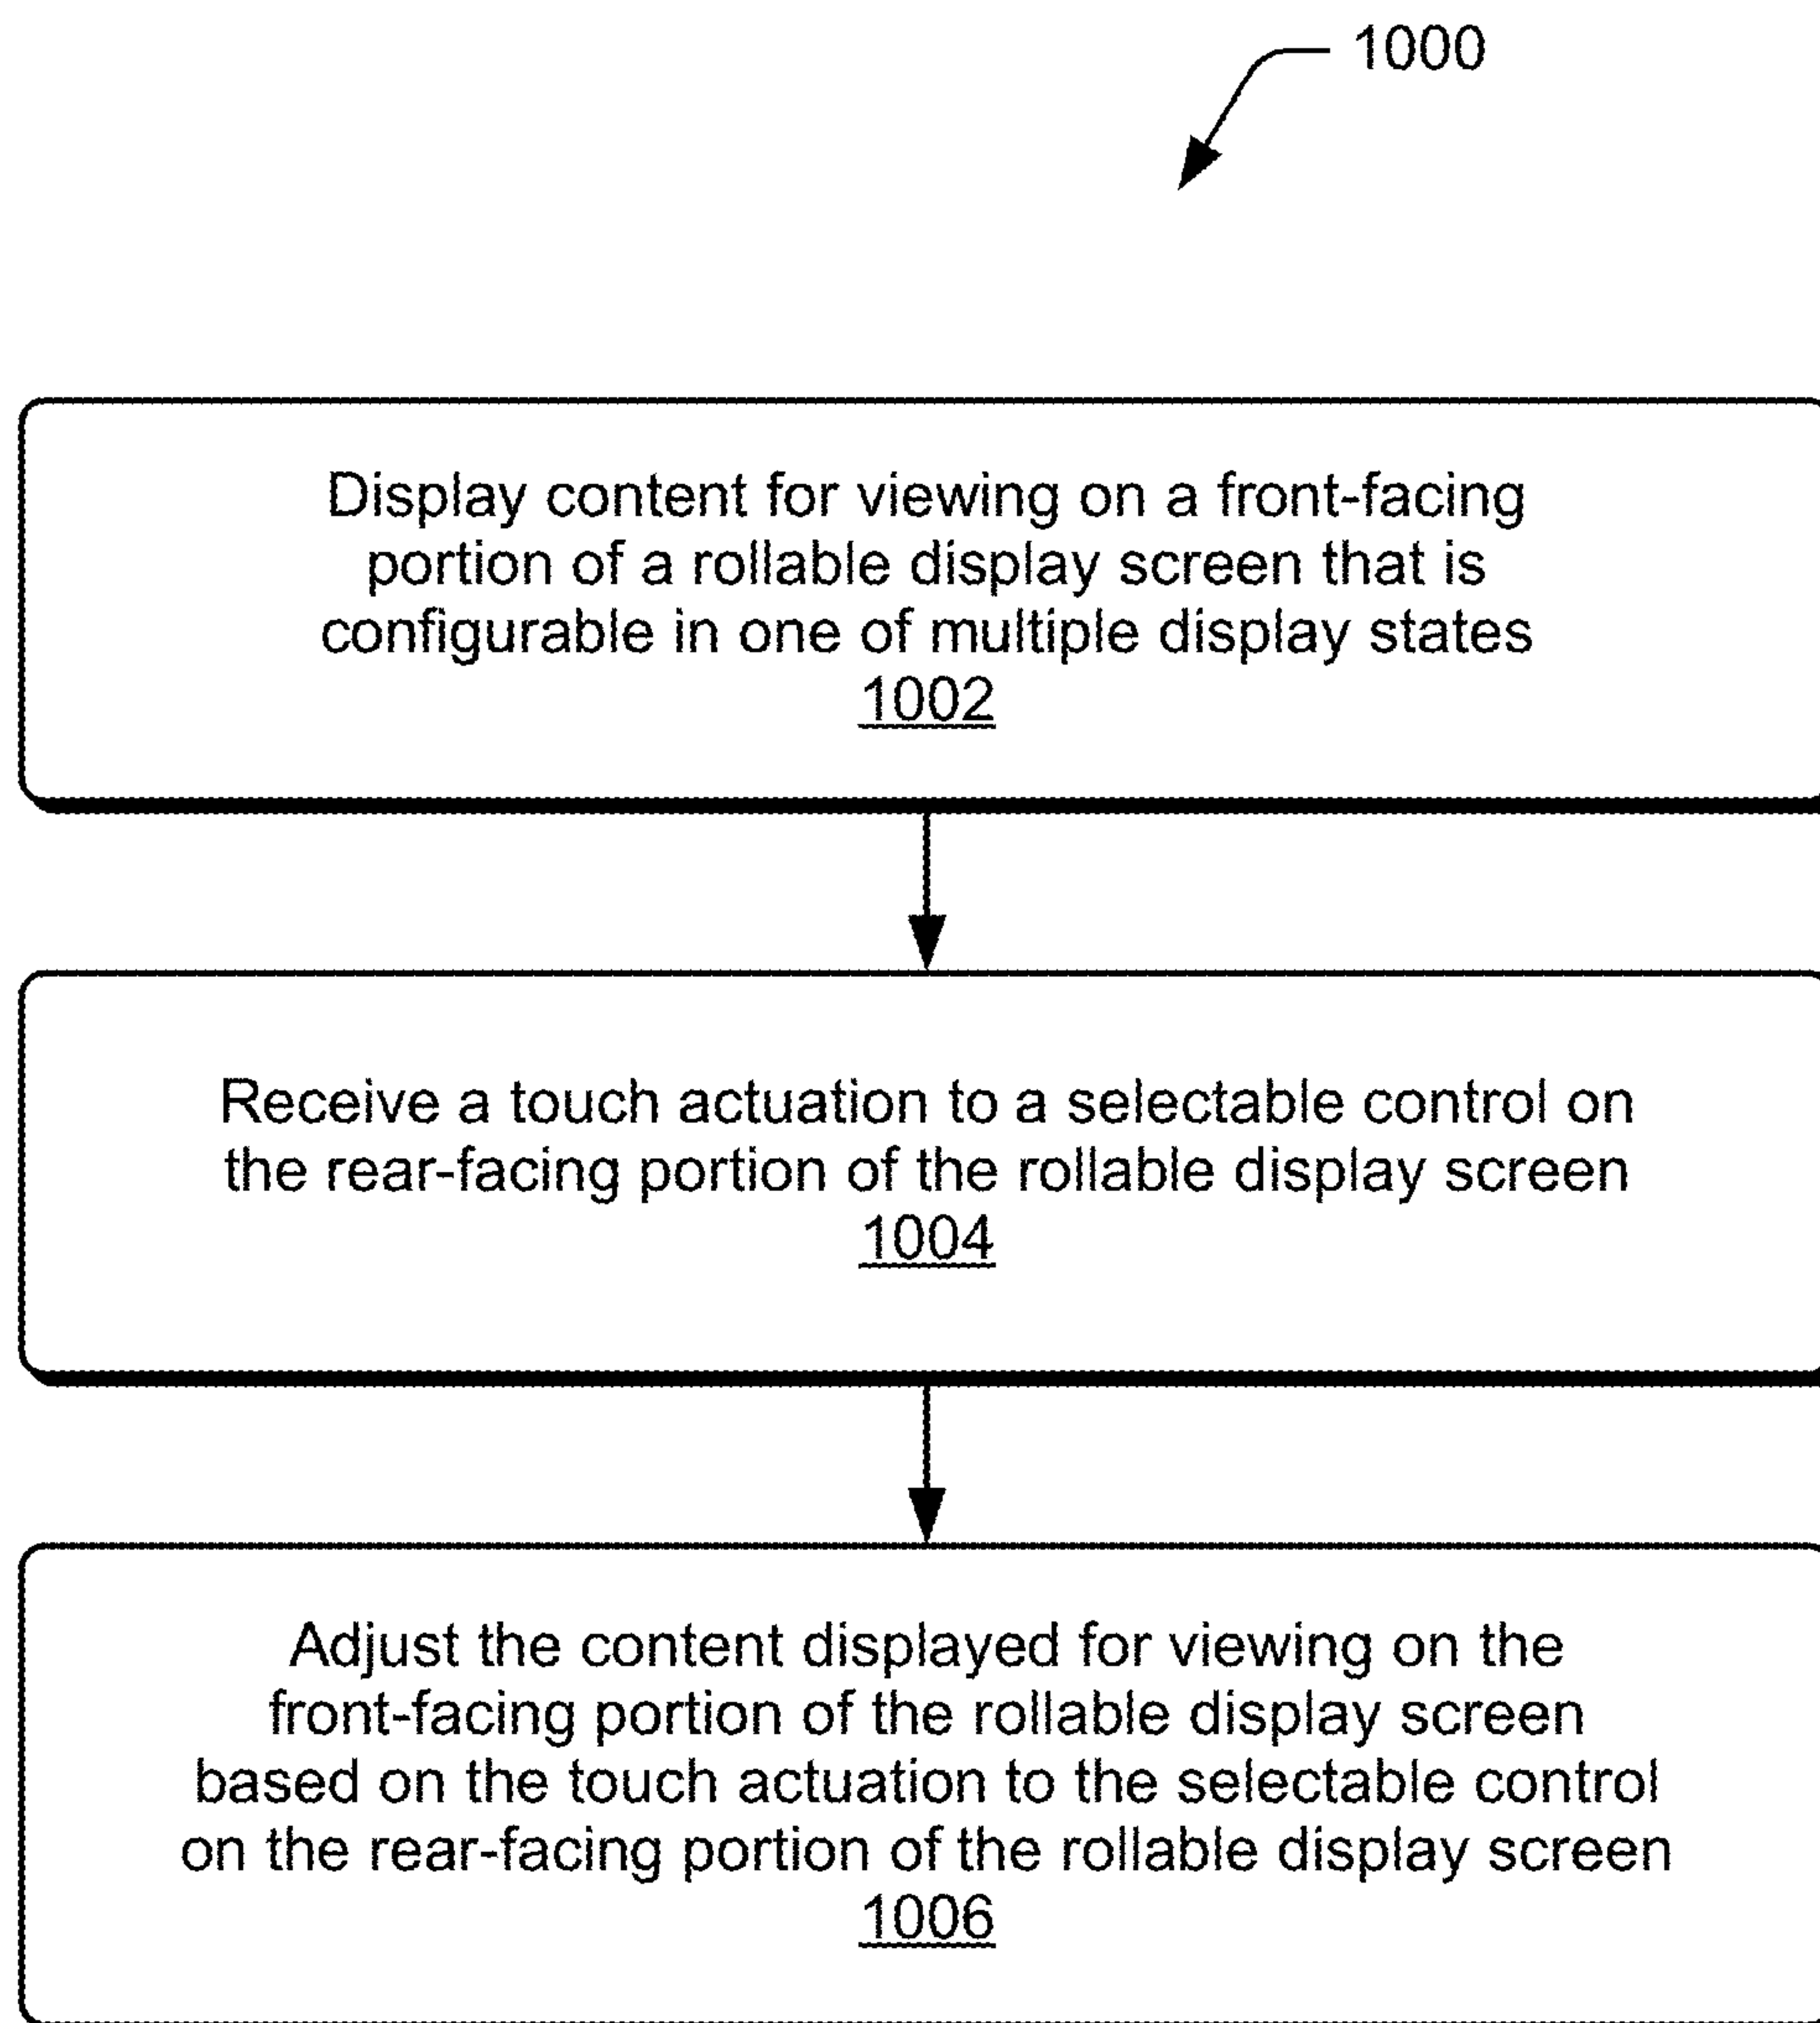 1000
Display content for viewing on a front-facing
portion of a rollable display screen that is
configurable in one of multiple display states
1002
Receive a touch actuation to a selectable control on
the rear-facing portion of the rollable display screen
1004
Adjust the content displayed for viewing on the
front-facing portion of the rollable display screen
based on the touch actuation to the selectable control
on the rear-facing portion of the rollable display screen
1006